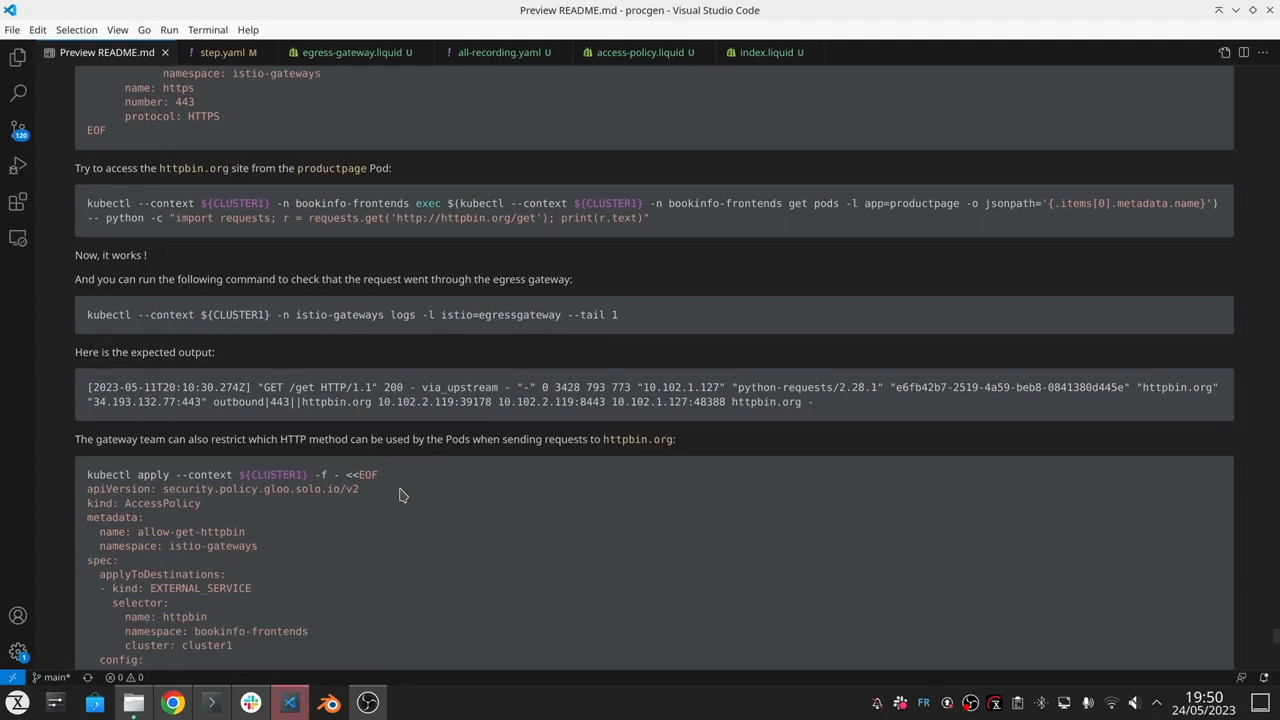 Preview README.md - procgen - Visual Studio Code
File Edit Selection View Go Run Terminal Help
Preview README.md step.yaml M egress-gateway.liquid U all-recording.yaml U access-policy.liquid U index.liquid U
namespace: istio-gateways
name: https
number: 443
protocol: HTTPS
EOF
Try to access the httpbin.org site from the productpage Pod:
kubectl --context ${CLUSTER1} -n bookinfo-frontends exec $(kubectl --context ${CLUSTER1} -n bookinfo-frontends get pods -l app=productpage -o jsonpath='{.items[0].metadata.name}')
-- python -c "import requests; r = requests.get('http://httpbin.org/get'); print(r.text)"
Now, it works !
And you can run the following command to check that the request went through the egress gateway:
kubectl --context ${CLUSTER1} -n istio-gateways logs -l istio=egressgateway --tail 1
Here is the expected output:
[2023-05-11T20:10:30.274Z] "GET /get HTTP/1.1" 200 - via_upstream - "-" 0 3428 793 773 "10.102.1.127" "python-requests/2.28.1" "e6fb42b7-2519-4a59-beb8-0841380d445e" "httpbin.org"
"34.193.132.77:443" outbound|443||httpbin.org 10.102.2.119:39178 10.102.2.119:8443 10.102.1.127:48388 httpbin.org -
The gateway team can also restrict which HTTP method can be used by the Pods when sending requests to httpbin.org:
kubectl apply --context ${CLUSTER1} -f - <<EOF
apiVersion: security.policy.gloo.solo.io/v2
kind: AccessPolicy
metadata:
name: allow-get-httpbin
namespace: istio-gateways
spec:
applyToDestinations:
- kind: EXTERNAL_SERVICE
selector:
name: httpbin
namespace: bookinfo-frontends
cluster: cluster1
config:
120
1
main* 0 0
FR
19:50
24/05/2023